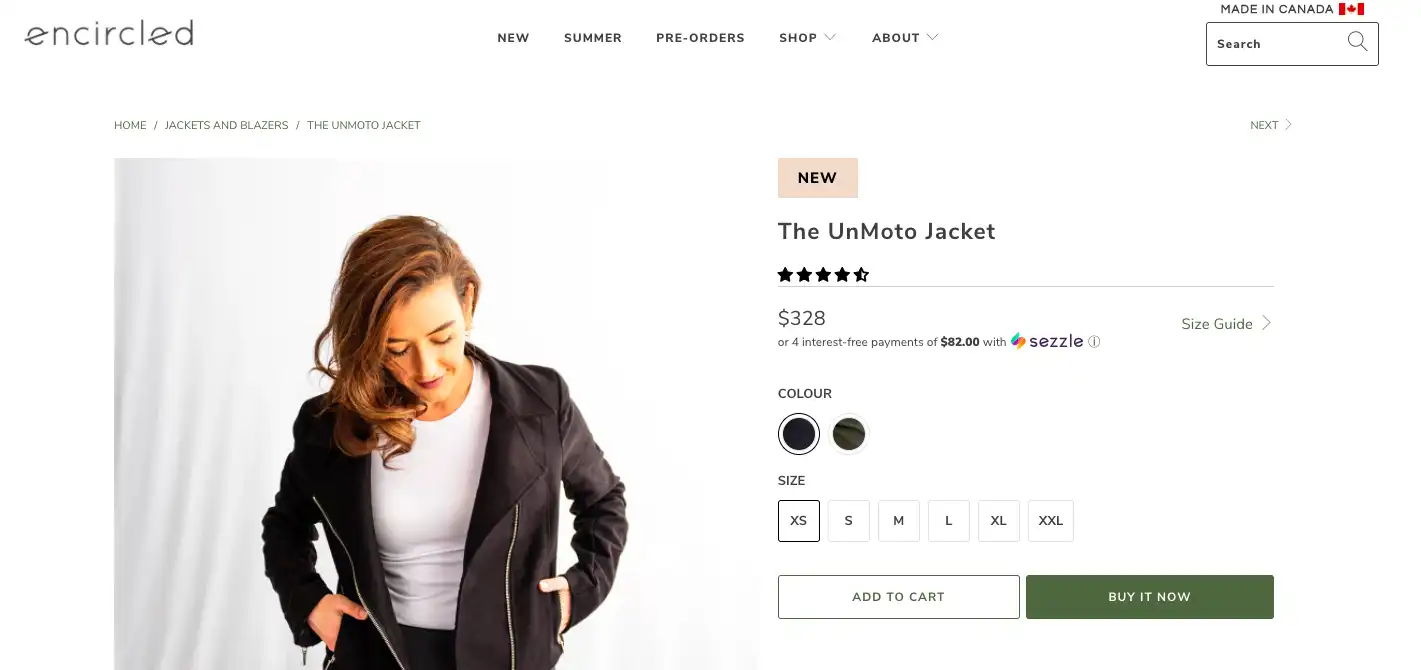 MADE IN CANADA
encircled
NEW SUMMER PRE-ORDERS SHOP ABOUT
Search
HOME / JACKETS AND BLAZERS / THE UNMOTO JACKET
NEXT
NEW
The UnMoto Jacket
$328
Size Guide
or 4 interest-free payments of $82.00 with sezzle ⓘ
COLOUR
SIZE
XS S M L XL XXL
ADD TO CART BUY IT NOW